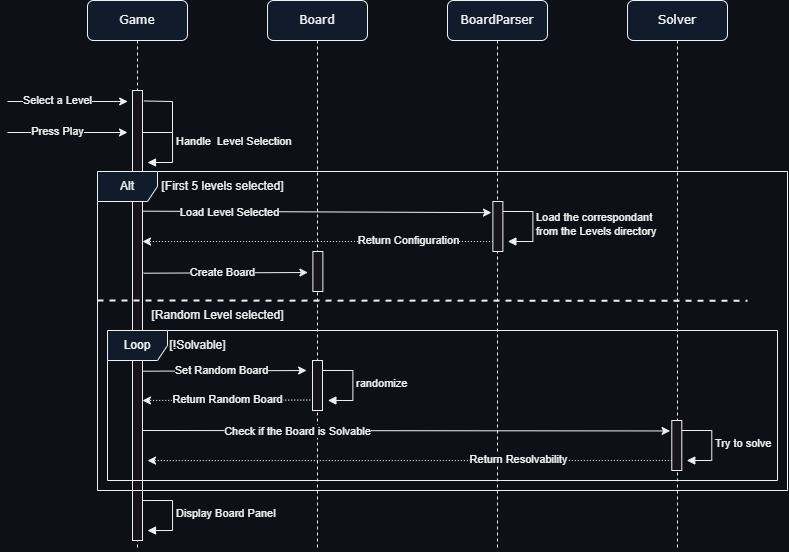 Game
Board
BoardParser
Solver
Select a Level
Press Play
Handle Level Selection
Alt
[First 5 levels selected]
Load Level Selected
Load the correspondant
from the Levels directory
Return Configuration
Create Board
[Random Level selected]
Loop
[!Solvable]
Set Random Board
randomize
Return Random Board
Check if the Board is Solvable
Try to solve
Return Resolvability
Display Board Panel